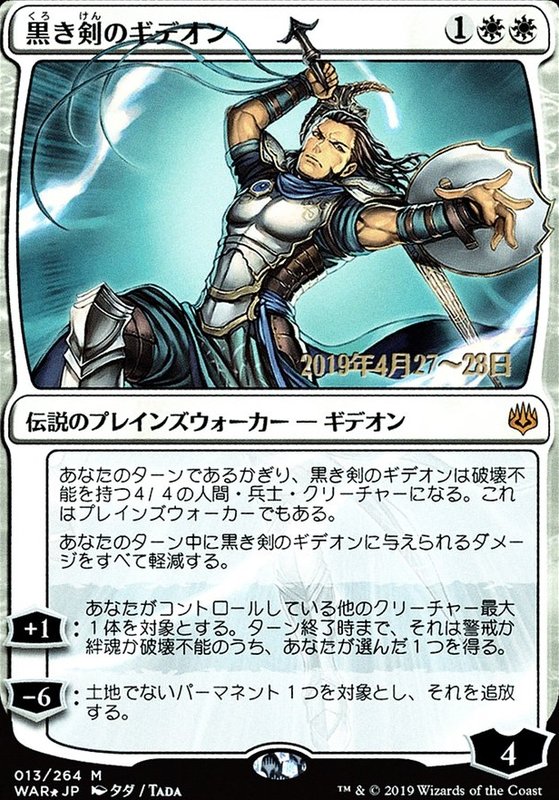 くろ けん
黒き剣のギデオン 1
2019年4月27〜28日
伝説のプレインズウォーカー — ギデオン
あなたのターンであるかぎり、黒き剣のギデオンは破壊不
能を持つ4/4の人間・兵士・クリーチャーになる。これ
はプレインズウォーカーでもある。
あなたのターン中に黒き剣のギデオンに与えられるダメー
ジをすべて軽減する。
+1 : あなたがコントロールしている他のクリーチャー最大
1体を対象とする。ターン終了時まで、それは警戒か
絆魂か破壊不能のうち、あなたが選んだ1つを得る。
-6 : 土地でないパーマネント1つを対象とし、それを追放
する。
4
013/264 M
WAR★JP タダ/TADA
™ & © 2019 Wizards of the Coast